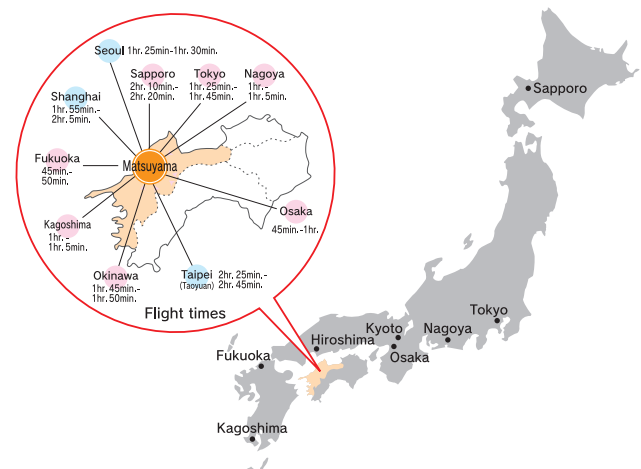 Seoul 1hr. 25min-1hr. 30min.
Sapporo
2hr. 10min.-
2hr. 20min.
Tokyo
1hr. 25min.-
1hr. 45min.
Nagoya
1hr.-
1hr. 5min.
Shanghai
1hr. 55min.-
2hr. 5min.
Fukuoka
45min.-
50min.
Matsuyama
Kagoshima
1hr. -
1hr. 5min.
Osaka
45min.-1hr.
Okinawa
1hr. 45min.-
1hr. 50min.
Taipei
(Taoyuan)
2hr. 25min.-
2hr. 45min.
Flight times
Sapporo
Tokyo
Nagoya
Kyoto
Osaka
Hiroshima
Fukuoka
Kagoshima